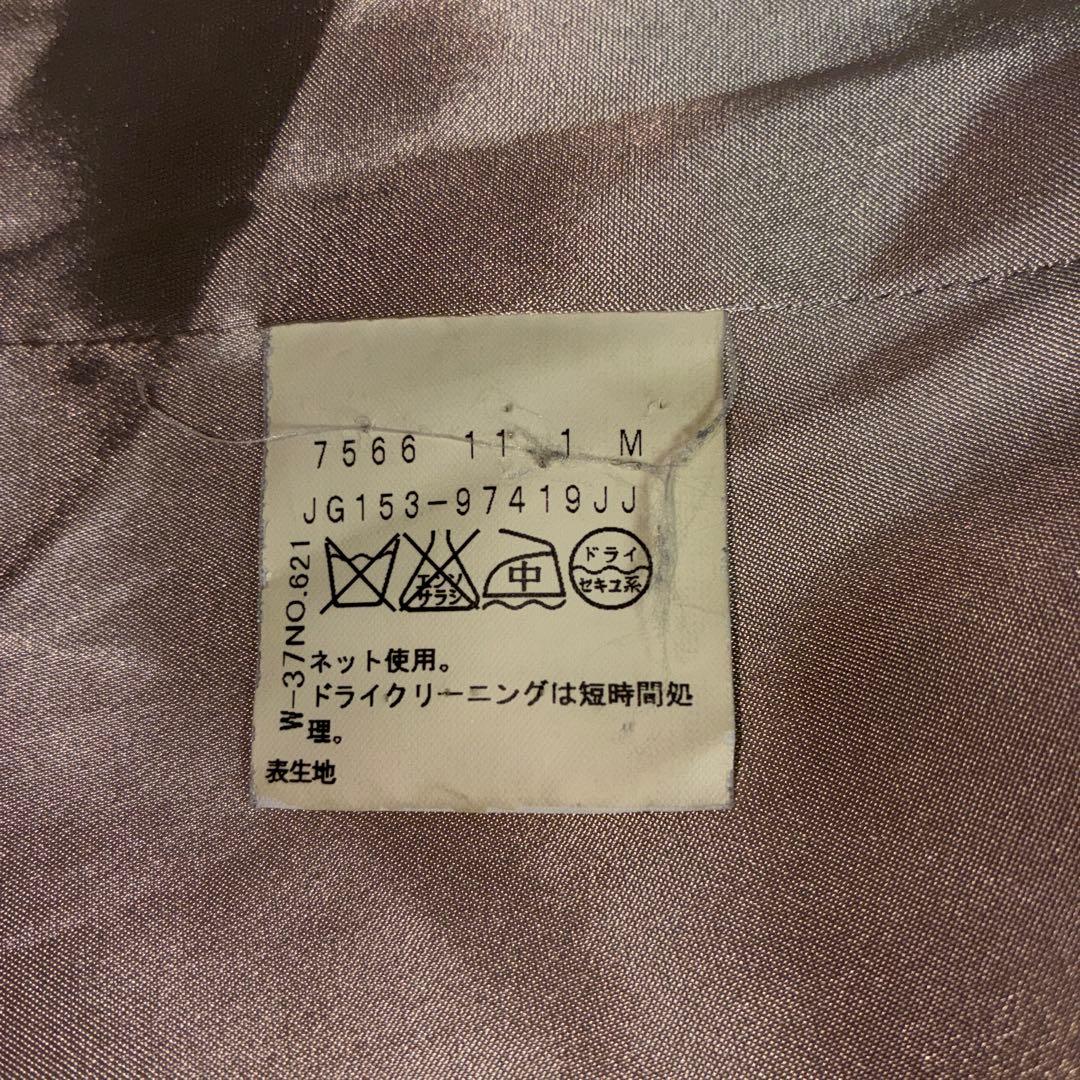 7566 11 1 M
JG153-97419JJ
エンソ
サラシ
中
ドライ
セキユ系
W-37NO.621
ネット使用。
ドライクリーニングは短時間処
理。
表生地